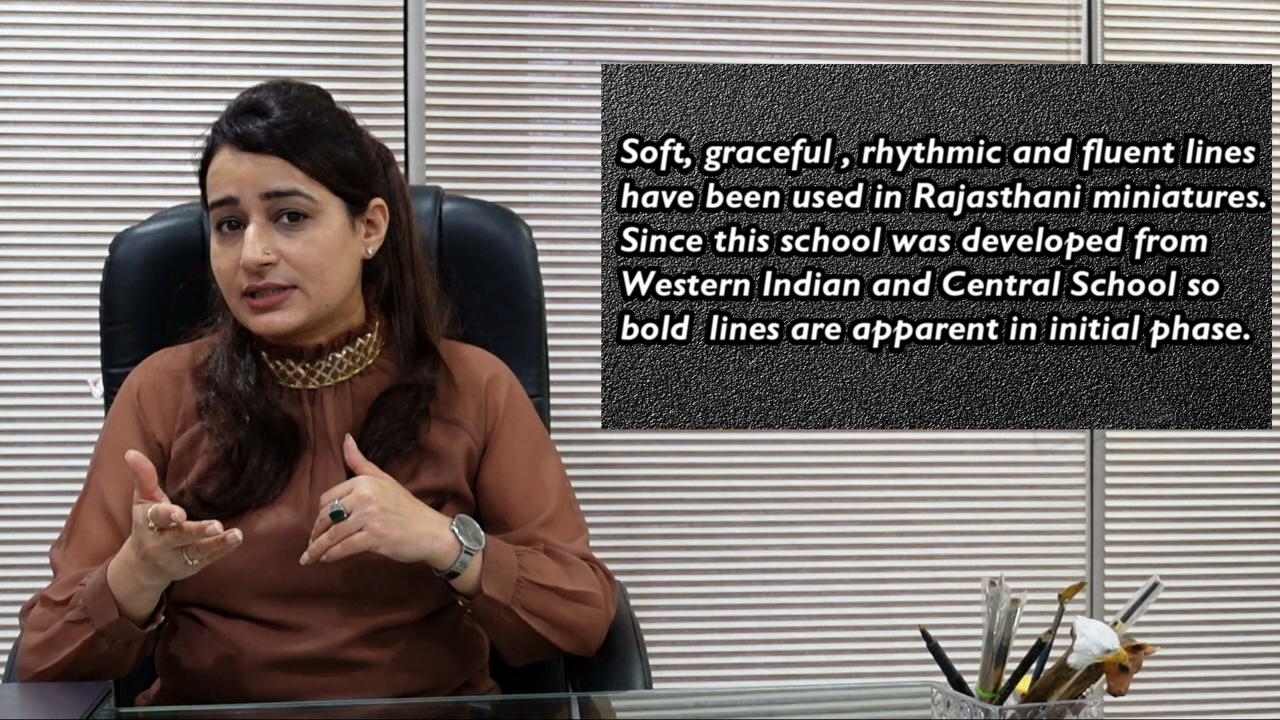 Soft, graceful , rhythmic and fluent lines
have been used in Rajasthani miniatures.
Since this school was developed from
Western Indian and Central School so
bold  lines are apparent in initial phase.